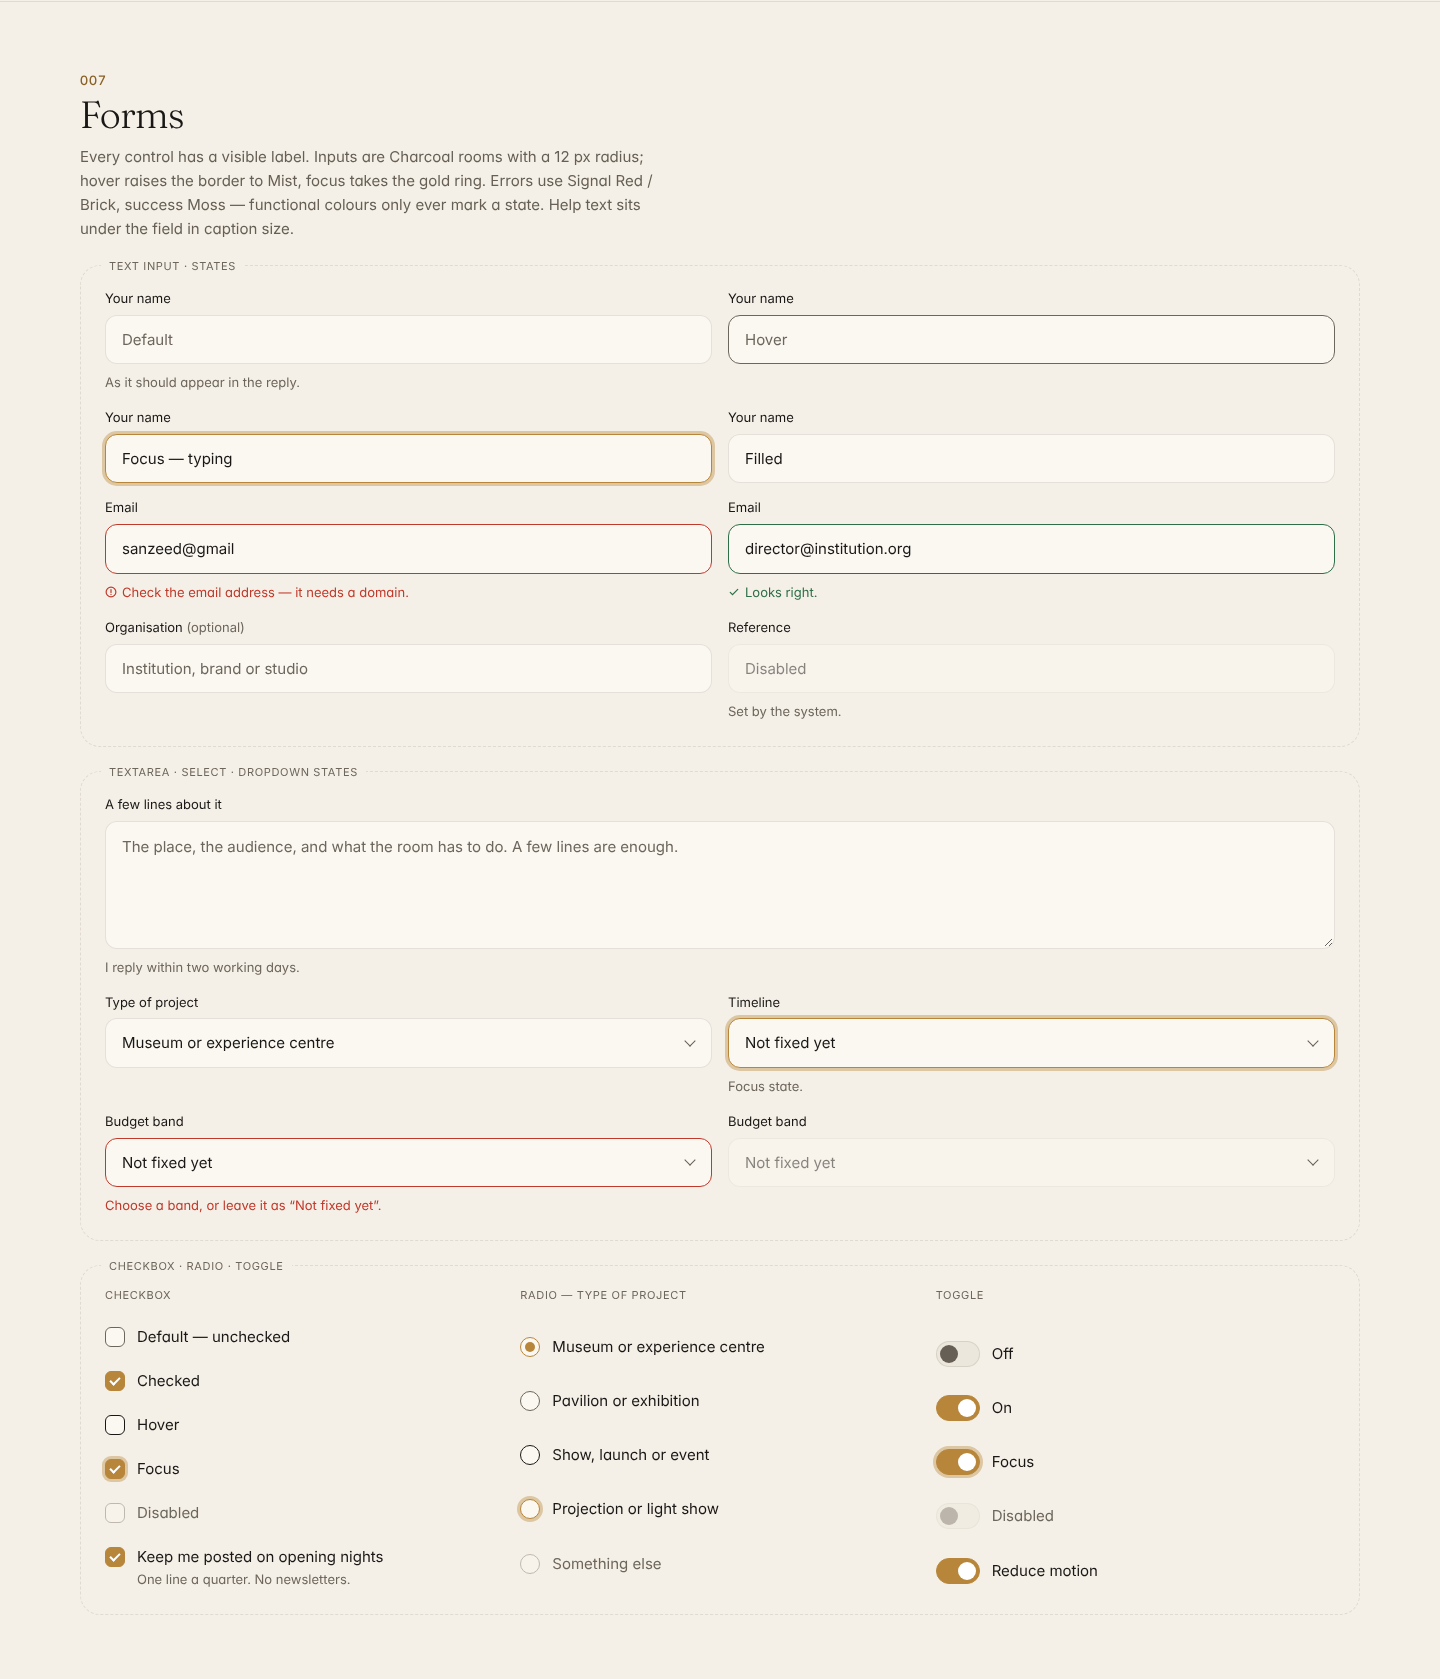 007
Forms
Every control has a visible label. Inputs are Charcoal rooms with a 12 px radius;
hover raises the border to Mist, focus takes the gold ring. Errors use Signal Red /
Brick, success Moss — functional colours only ever mark a state. Help text sits
under the field in caption size.
TEXT INPUT · STATES
Your name
Default
As it should appear in the reply.
Your name
Hover
Your name
Focus — typing
Your name
Filled
Email
sanzeed@gmail
Check the email address — it needs a domain.
Email
director@institution.org
Looks right.
Organisation (optional)
Institution, brand or studio
Reference
Disabled
Set by the system.
TEXTAREA · SELECT · DROPDOWN STATES
A few lines about it
The place, the audience, and what the room has to do. A few lines are enough.
I reply within two working days.
Type of project
Museum or experience centre
Timeline
Not fixed yet
Focus state.
Budget band
Not fixed yet
Choose a band, or leave it as “Not fixed yet”.
Budget band
Not fixed yet
CHECKBOX · RADIO · TOGGLE
CHECKBOX
Default — unchecked
Checked
Hover
Focus
Disabled
Keep me posted on opening nights
One line a quarter. No newsletters.
RADIO — TYPE OF PROJECT
Museum or experience centre
Pavilion or exhibition
Show, launch or event
Projection or light show
Something else
TOGGLE
Off
On
Focus
Disabled
Reduce motion